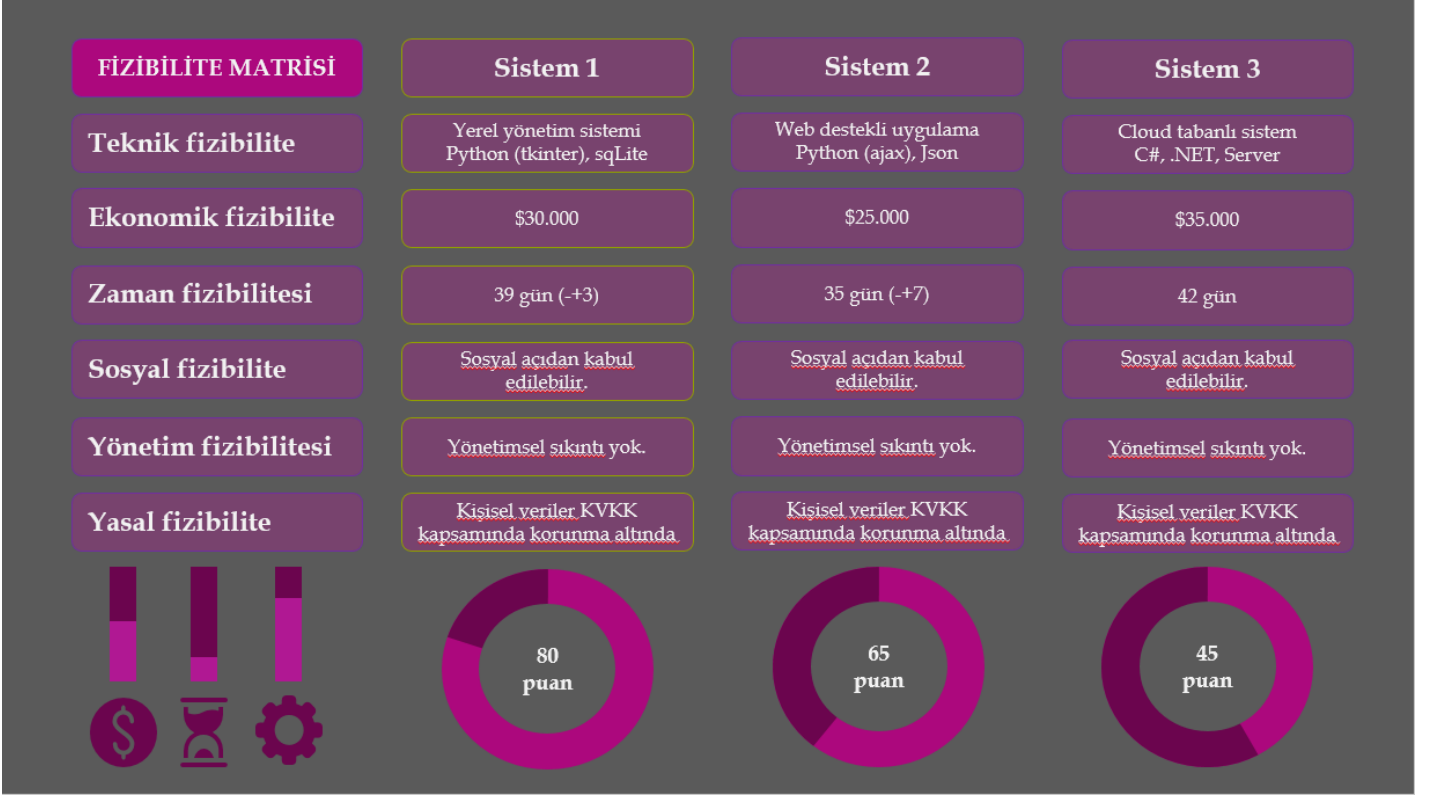 FİZİBİLİTE MATRİSİ
Sistem 1
Sistem 2
Sistem 3
Teknik fizibilite
Yerel yönetim sistemi
Python (tkinter), sqLite
Web destekli uygulama
Python (ajax), Json
Cloud tabanlı sistem
C#, .NET, Server
Ekonomik fizibilite
$30.000
$25.000
$35.000
Zaman fizibilitesi
39 gün (-+3)
35 gün (-+7)
42 gün
Sosyal fizibilite
Sosyal açıdan kabul
edilebilir.
Sosyal açıdan kabul
edilebilir.
Sosyal açıdan kabul
edilebilir.
Yönetim fizibilitesi
Yönetimsel sıkıntı yok.
Yönetimsel sıkıntı yok.
Yönetimsel sıkıntı yok.
Yasal fizibilite
Kişisel veriler KVKK
kapsamında korunma altında
Kişisel veriler KVKK
kapsamında korunma altında
Kişisel veriler KVKK
kapsamında korunma altında
80
puan
65
puan
45
puan
$